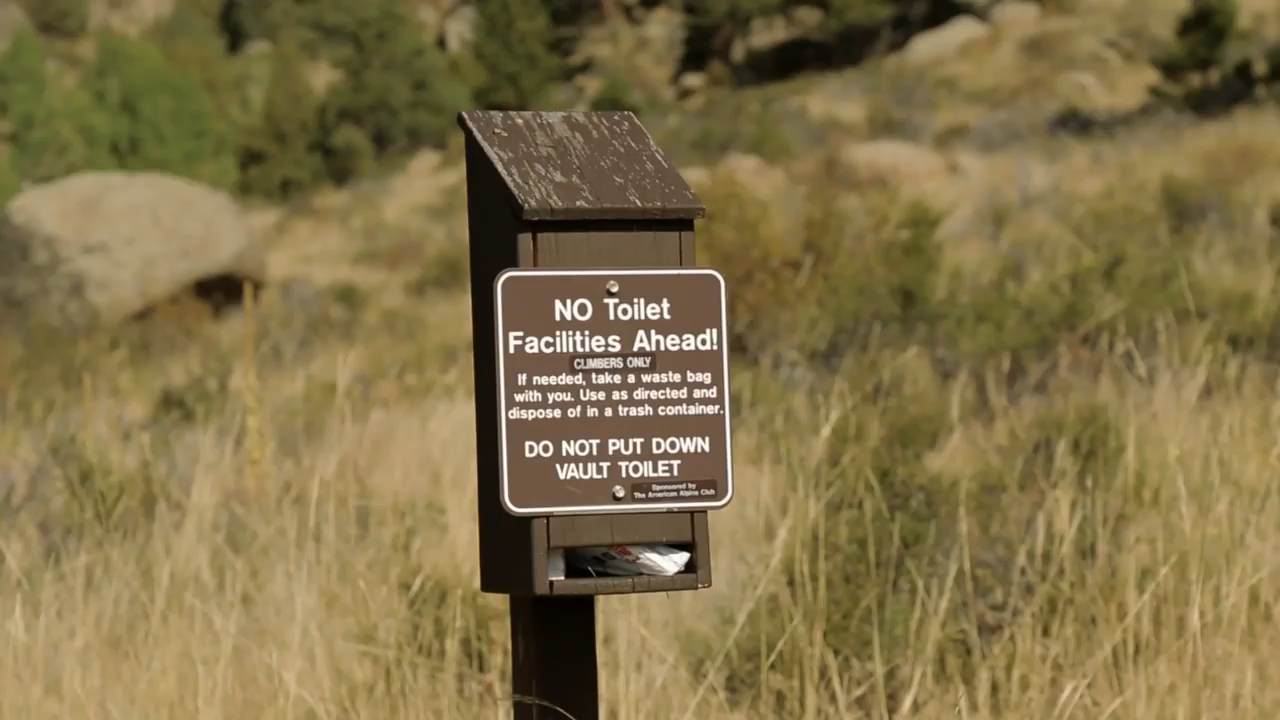 NO Toilet
Facilities Ahead!
CLIMBERS ONLY
If needed, take a waste bag
with you. Use as directed and
dispose of in a trash container.
DO NOT PUT DOWN
VAULT TOILET
Sponsored by
The American Alpine Club